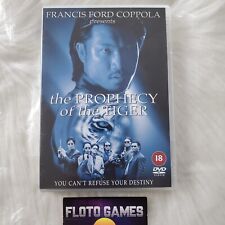 FRANCIS FORD COPPOLA
presents
the PROPHECY
of the TIGER
18
YOU CAN'T REFUSE YOUR DESTINY
DVD
FLOTO GAMES